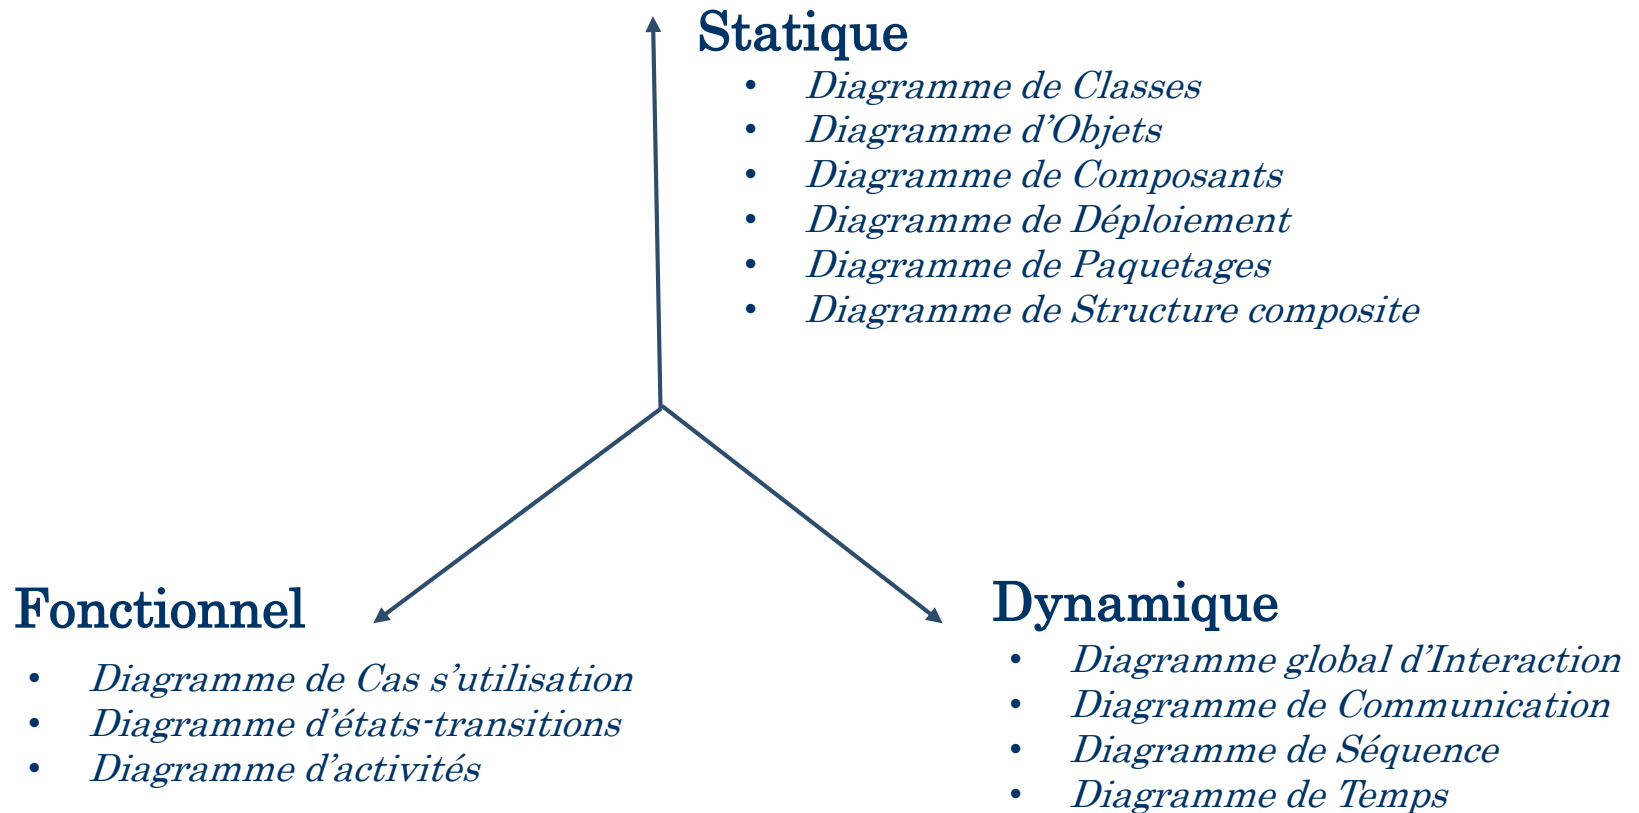 Statique
• Diagramme de Classes
• Diagramme d’Objets
• Diagramme de Composants
• Diagramme de Déploiement
• Diagramme de Paquetages
• Diagramme de Structure composite
Fonctionnel
• Diagramme de Cas s’utilisation
• Diagramme d’états-transitions
• Diagramme d’activités
Dynamique
• Diagramme global d’Interaction
• Diagramme de Communication
• Diagramme de Séquence
• Diagramme de Temps